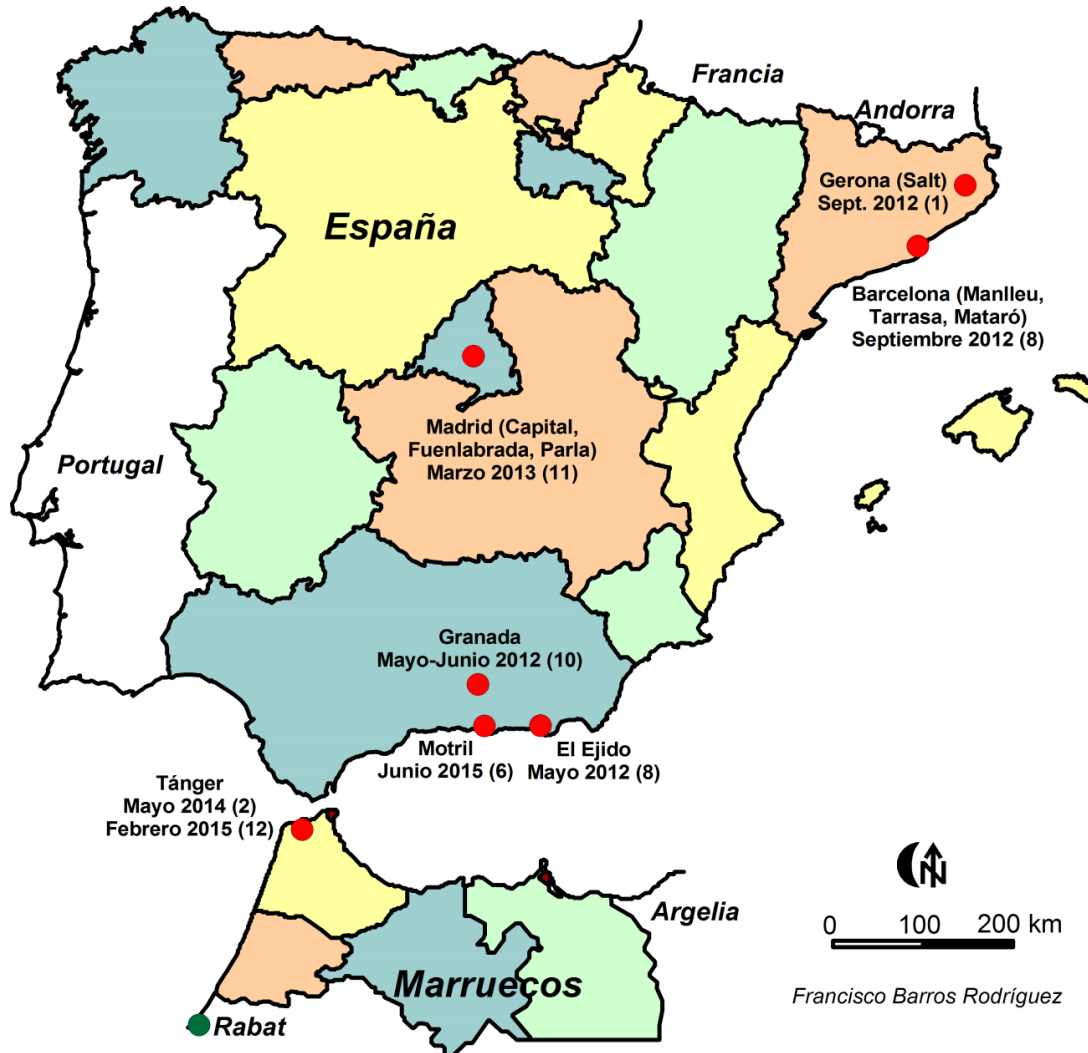 Francia
Andorra
Gerona (Salt)
Sept. 2012 (1)
España
Barcelona (Manlleu,
Tarrasa, Mataró)
Septiembre 2012 (8)
Madrid (Capital,
Fuenlabrada, Parla)
Marzo 2013 (11)
Portugal
Granada
Mayo-Junio 2012 (10)
Motril
Junio 2015 (6)
El Ejido
Mayo 2012 (8)
Tánger
Mayo 2014 (2)
Febrero 2015 (12)
Argelia
N
0 100 200 km
Marruecos
Francisco Barros Rodríguez
Rabat